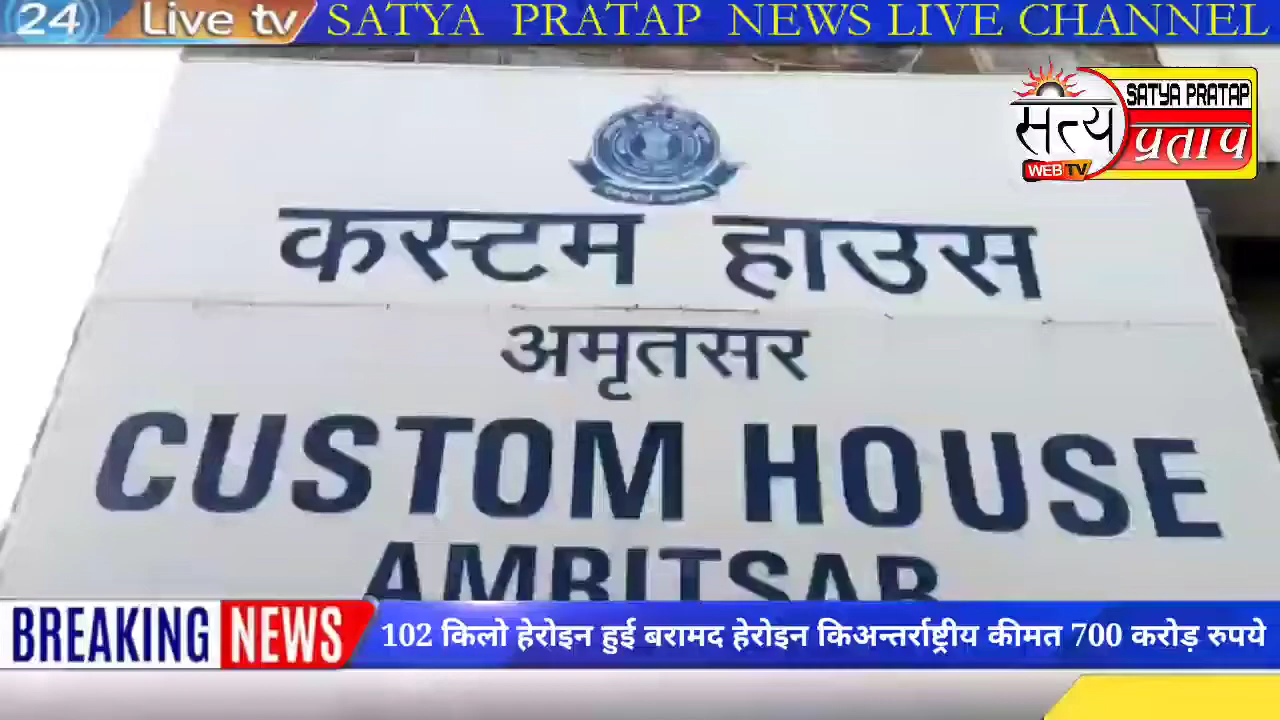 24 Live tv SATYA PRATAP NEWS LIVE CHANNEL
SATYA PRATAP
सत्य प्रताप
WEB TV
कस्टम हाउस
अमृतसर
CUSTOM HOUSE
AMRITSAR
BREAKING NEWS 102 किलो हेरोइन हुई बरामद हेरोइन किअन्तर्राष्ट्रीय कीमत 700 करोड़ रुपये